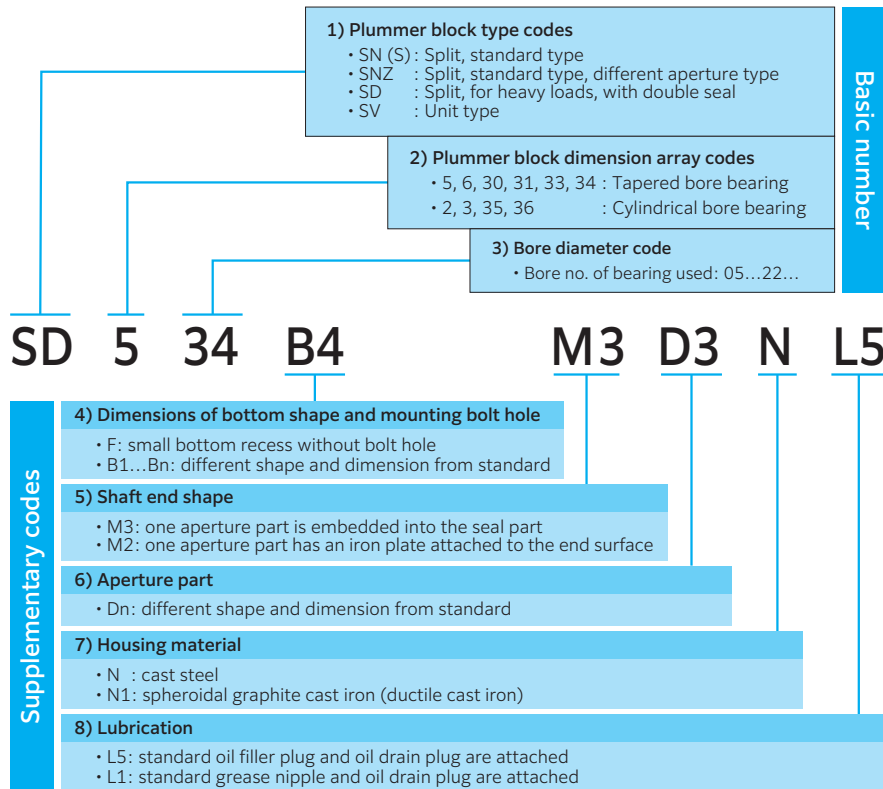 1) Plummer block type codes
• SN (S) : Split, standard type
• SNZ : Split, standard type, different aperture type
• SD : Split, for heavy loads, with double seal
• SV : Unit type
Basic number
2) Plummer block dimension array codes
• 5, 6, 30, 31, 33, 34 : Tapered bore bearing
• 2, 3, 35, 36 : Cylindrical bore bearing
3) Bore diameter code
• Bore no. of bearing used: 05...22...
SD 5 34 B4 M3 D3 N L5
Supplementary codes
4) Dimensions of bottom shape and mounting bolt hole
• F: small bottom recess without bolt hole
• B1...Bn: different shape and dimension from standard
5) Shaft end shape
• M3: one aperture part is embedded into the seal part
• M2: one aperture part has an iron plate attached to the end surface
6) Aperture part
• Dn: different shape and dimension from standard
7) Housing material
• N : cast steel
• N1: spheroidal graphite cast iron (ductile cast iron)
8) Lubrication
• L5: standard oil filler plug and oil drain plug are attached
• L1: standard grease nipple and oil drain plug are attached